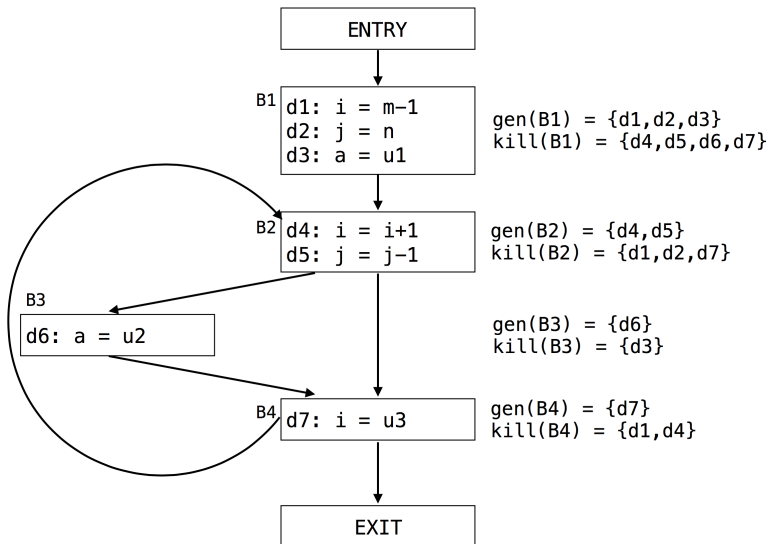 ENTRY
B1
d1: i = m-1
d2: j = n
d3: a = u1
gen(B1) = {d1,d2,d3}
kill(B1) = {d4,d5,d6,d7}
B2
d4: i = i+1
d5: j = j-1
gen(B2) = {d4,d5}
kill(B2) = {d1,d2,d7}
B3
d6: a = u2
gen(B3) = {d6}
kill(B3) = {d3}
B4
d7: i = u3
gen(B4) = {d7}
kill(B4) = {d1,d4}
EXIT